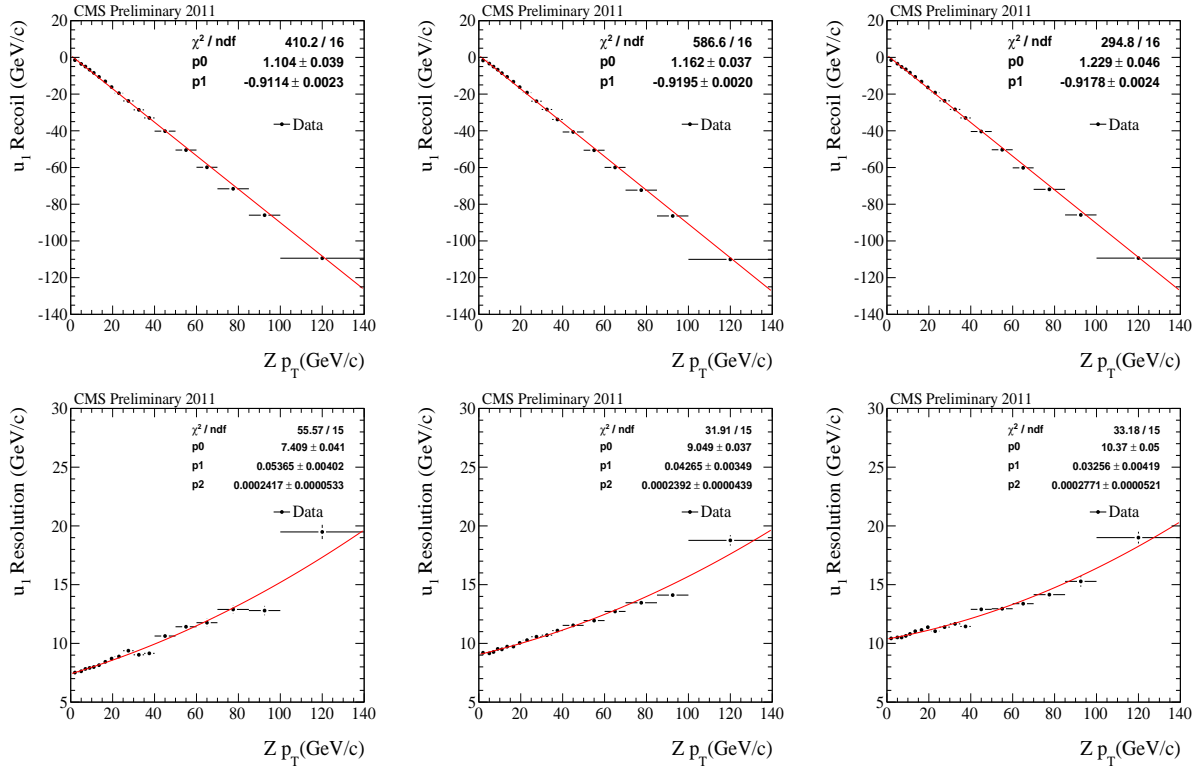 CMS Preliminary 2011
χ² / ndf 410.2 / 16
p0 1.104 ± 0.039
p1 -0.9114 ± 0.0023
Data
u₁ Recoil (GeV/c)
0
-20
-40
-60
-80
-100
-120
-140
0 20 40 60 80 100 120 140
Z p_T(GeV/c)
CMS Preliminary 2011
χ² / ndf 586.6 / 16
p0 1.162 ± 0.037
p1 -0.9195 ± 0.0020
Data
u₁ Recoil (GeV/c)
0
-20
-40
-60
-80
-100
-120
-140
0 20 40 60 80 100 120 140
Z p_T(GeV/c)
CMS Preliminary 2011
χ² / ndf 294.8 / 16
p0 1.229 ± 0.046
p1 -0.9178 ± 0.0024
Data
u₁ Recoil (GeV/c)
0
-20
-40
-60
-80
-100
-120
-140
0 20 40 60 80 100 120 140
Z p_T(GeV/c)
CMS Preliminary 2011
χ² / ndf 55.57 / 15
p0 7.409 ± 0.041
p1 0.05365 ± 0.00402
p2 0.0002417 ± 0.0000533
Data
u₁ Resolution (GeV/c)
30
25
20
15
10
5
0 20 40 60 80 100 120 140
Z p_T(GeV/c)
CMS Preliminary 2011
χ² / ndf 31.91 / 15
p0 9.049 ± 0.037
p1 0.04265 ± 0.00349
p2 0.0002392 ± 0.0000439
Data
u₁ Resolution (GeV/c)
30
25
20
15
10
5
0 20 40 60 80 100 120 140
Z p_T(GeV/c)
CMS Preliminary 2011
χ² / ndf 33.18 / 15
p0 10.37 ± 0.05
p1 0.03256 ± 0.00419
p2 0.0002771 ± 0.0000521
Data
u₁ Resolution (GeV/c)
30
25
20
15
10
5
0 20 40 60 80 100 120 140
Z p_T(GeV/c)